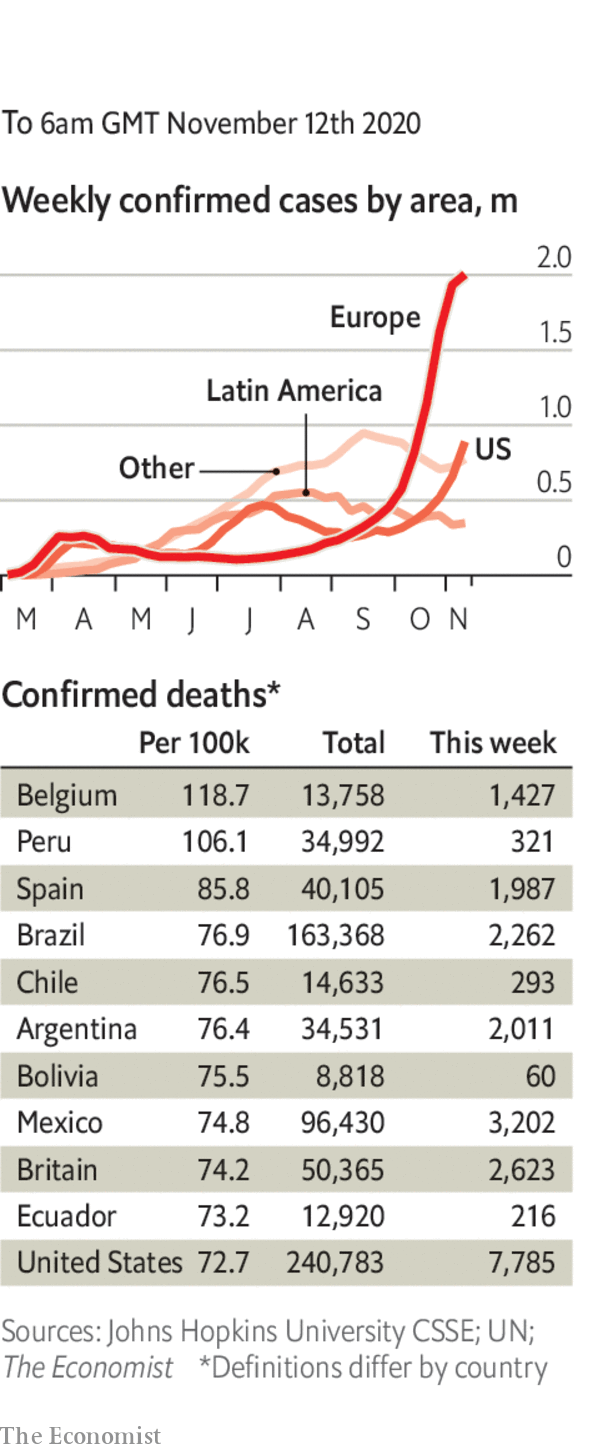 To 6am GMT November 12th 2020
Weekly confirmed cases by area, m
2.0
Europe
1.5
Latin America
1.0
Other
US
0.5
0
M A M J J A S O N
Confirmed deaths*
Per 100k Total This week
Belgium 118.7 13,758 1,427
Peru 106.1 34,992 321
Spain 85.8 40,105 1,987
Brazil 76.9 163,368 2,262
Chile 76.5 14,633 293
Argentina 76.4 34,531 2,011
Bolivia 75.5 8,818 60
Mexico 74.8 96,430 3,202
Britain 74.2 50,365 2,623
Ecuador 73.2 12,920 216
United States 72.7 240,783 7,785
Sources: Johns Hopkins University CSSE; UN;
The Economist *Definitions differ by country
The Economist